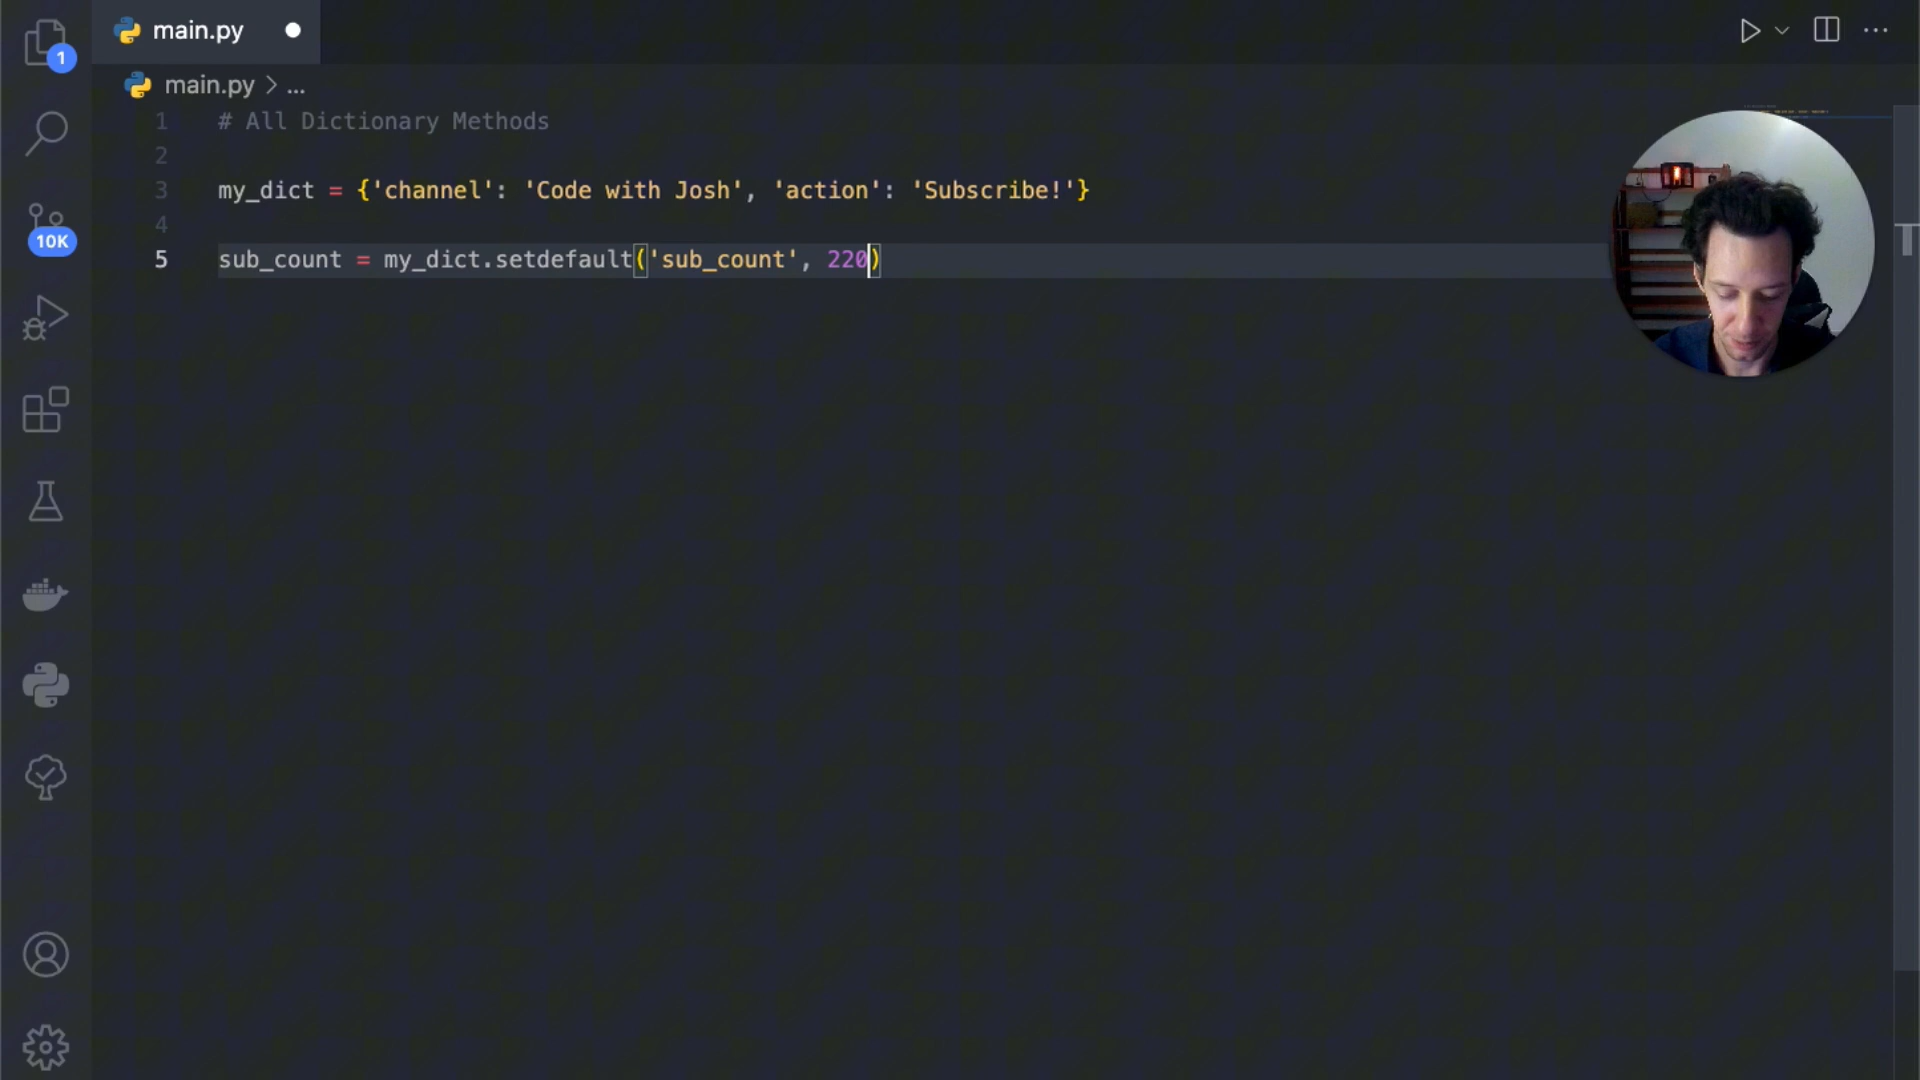 main.py
1
main.py > ...
1 # All Dictionary Methods
2
3 my_dict = {'channel': 'Code with Josh', 'action': 'Subscribe!'}
4
10K
5 sub_count = my_dict.setdefault('sub_count', 220)